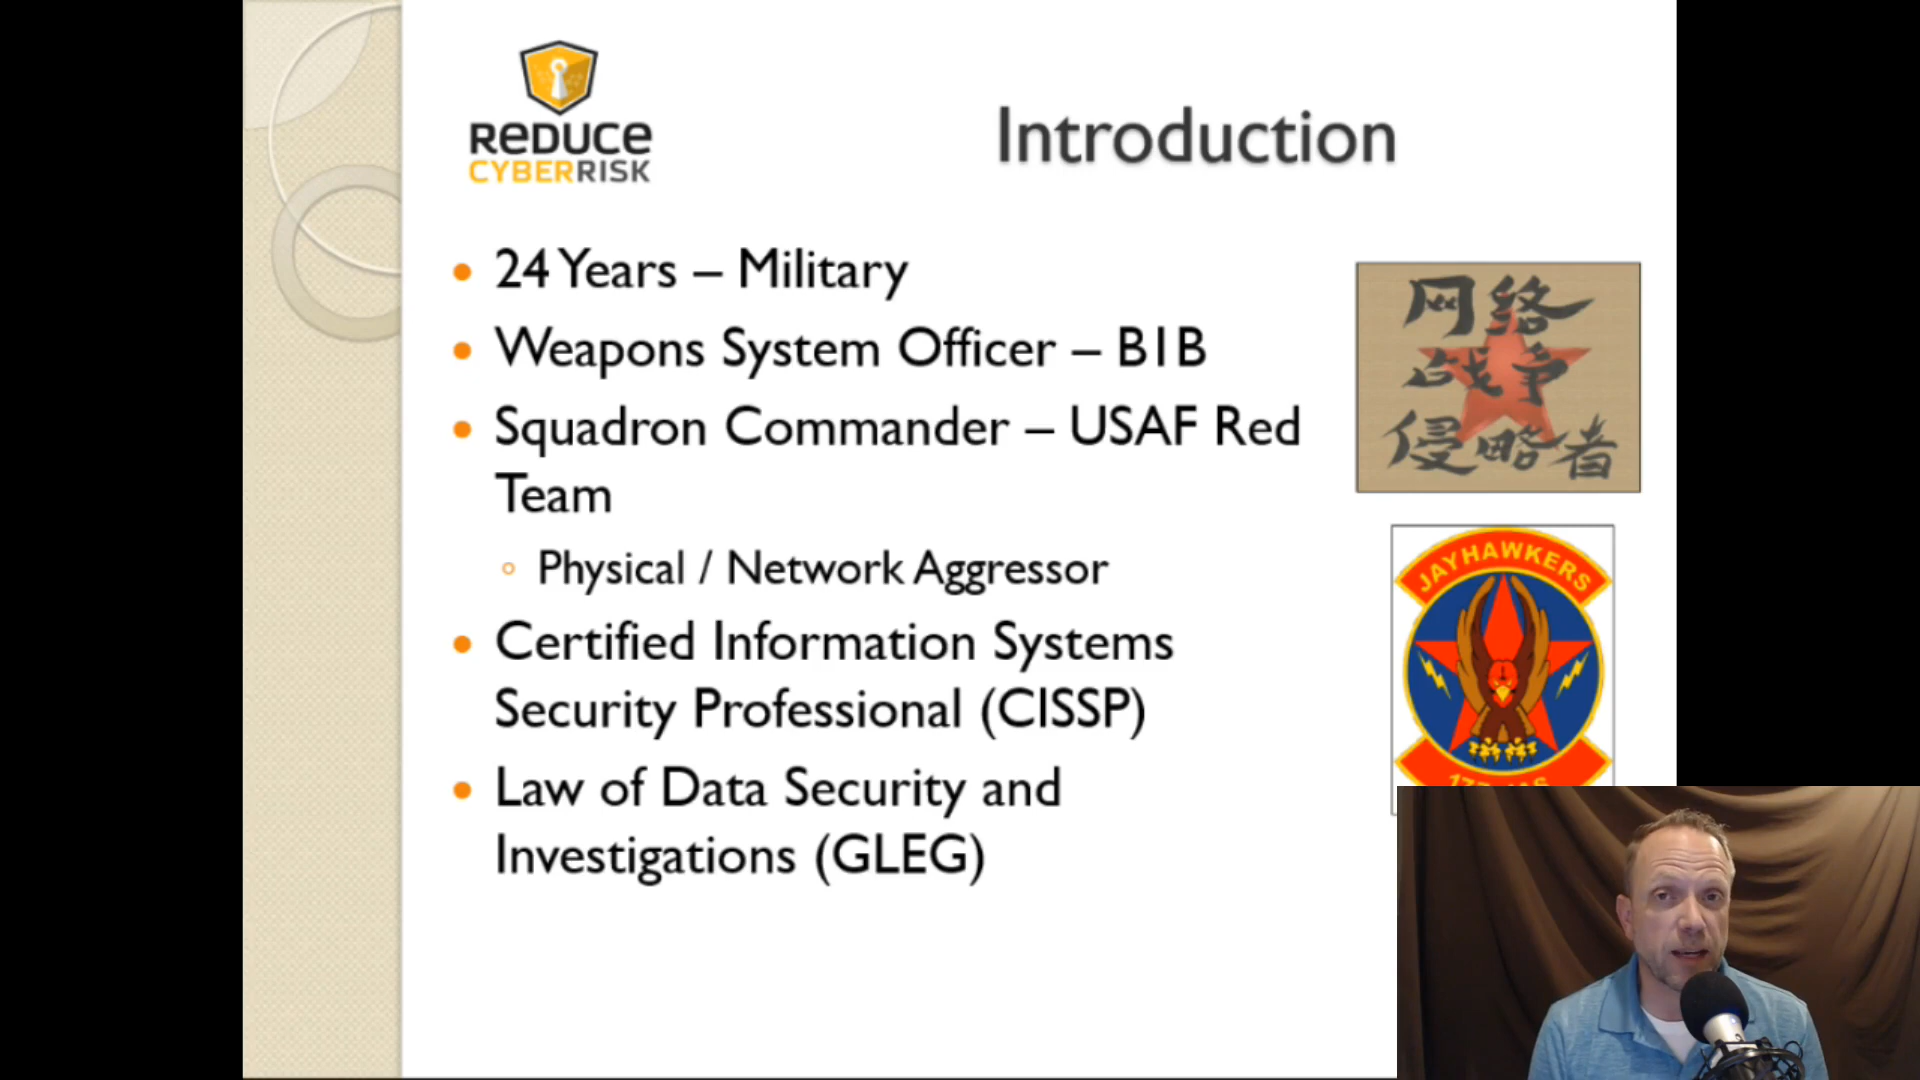 REDUCE
CYBERRISK
Introduction
24 Years – Military
Weapons System Officer – B1B
Squadron Commander – USAF Red
Team
Physical / Network Aggressor
Certified Information Systems
Security Professional (CISSP)
Law of Data Security and
Investigations (GLEG)
网络
战争
侵略者
JAYHAWKERS